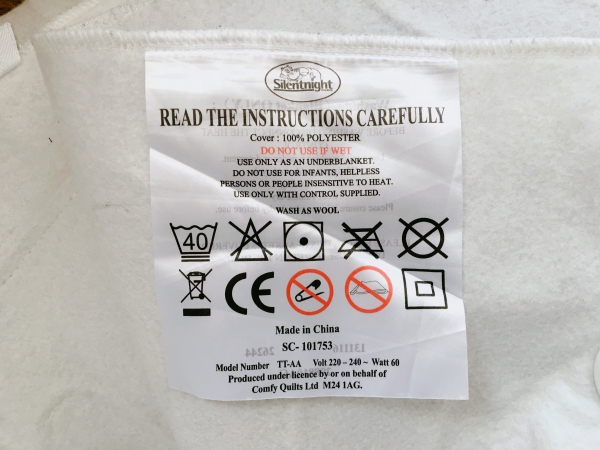 Silentnight
READ THE INSTRUCTIONS CAREFULLY
Cover : 100% POLYESTER
DO NOT USE IF WET
USE ONLY AS AN UNDERBLANKET.
DO NOT USE FOR INFANTS, HELPLESS
PERSONS OR PEOPLE INSENSITIVE TO HEAT.
USE ONLY WITH CONTROL SUPPLIED.
WASH AS WOOL
40
CE
Made in China
SC- 101753
Model Number TT-AA Volt 220 – 240 ~ Watt 60
Produced under licence by or on behalf of
Comfy Quilts Ltd M24 1AG.